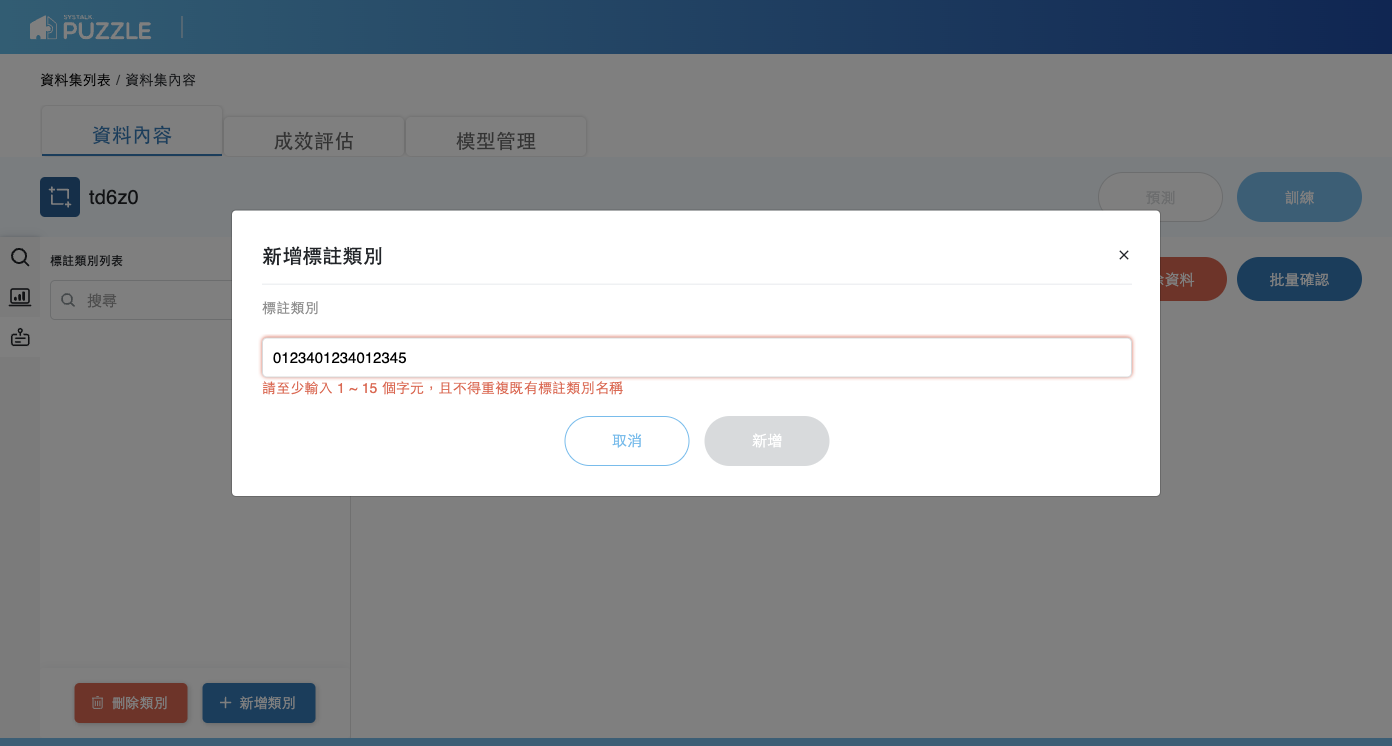 SYSTALK
PUZZLE
資料集列表 / 資料集內容
資料內容
成效評估
模型管理
td6z0
預測
訓練
標註類別列表
搜尋
資料
批量確認
新增標註類別
×
標註類別
0123401234012345
請至少輸入 1 ~ 15 個字元，且不得重複既有標註類別名稱
取消
新增
刪除類別
+ 新增類別